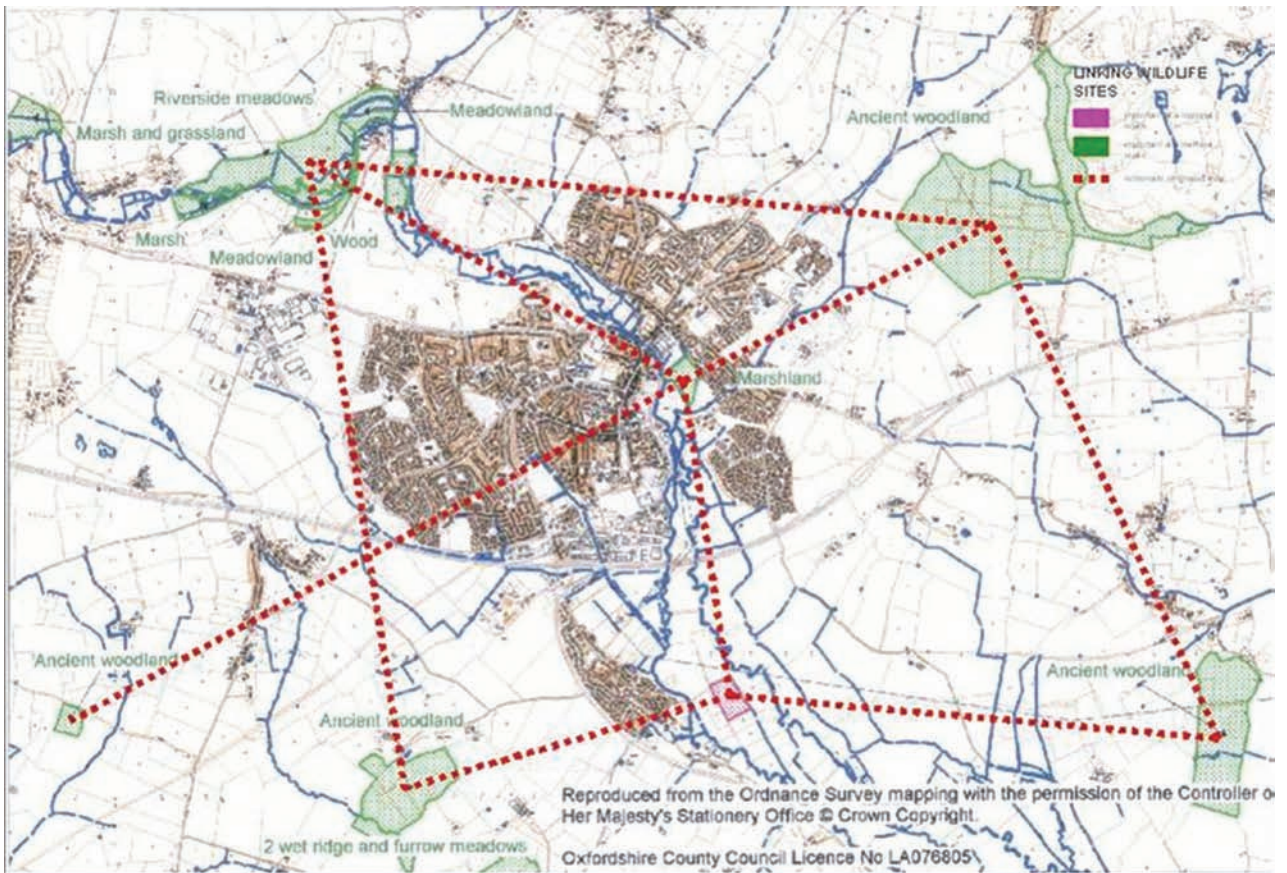 Riverside meadows
Meadowland
Marsh and grassland
Ancient woodland
LINKING WILDLIFE
SITES
Marsh
Wood
Meadowland
Marshland
Ancient woodland
Ancient woodland
Ancient woodland
2 wet ridge and furrow meadows
Reproduced from the Ordnance Survey mapping with the permission of the Controller o
Her Majesty's Stationery Office © Crown Copyright.
Oxfordshire County Council Licence No LA076805